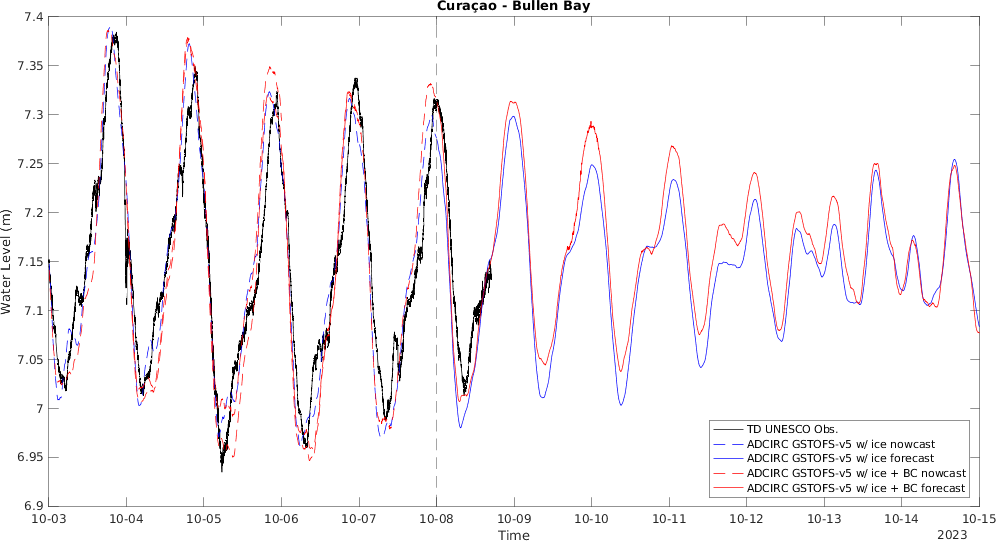 Curaçao - Bullen Bay
Water Level (m)
7.4
7.35
7.3
7.25
7.2
7.15
7.1
7.05
7
6.95
6.9
TD UNESCO Obs.
ADCIRC GSTOFS-v5 w/ ice nowcast
ADCIRC GSTOFS-v5 w/ ice forecast
ADCIRC GSTOFS-v5 w/ ice + BC nowcast
ADCIRC GSTOFS-v5 w/ ice + BC forecast
10-03 10-04 10-05 10-06 10-07 10-08 10-09 10-10 10-11 10-12 10-13 10-14 10-15
Time
2023